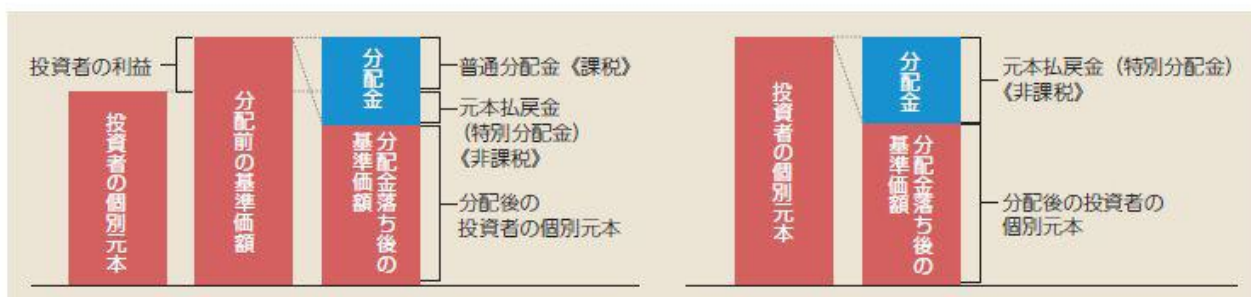 投資者の利益
投資者の個別元本
分配前の基準価額
分配金
分配金落ち後の
基準価額
普通分配金《課税》
元本払戻金
(特別分配金)
《非課税》
分配後の
投資者の個別元本
投資者の個別元本
分配金
分配金落ち後の
基準価額
元本払戻金（特別分配金）
《非課税》
分配後の投資者の
個別元本